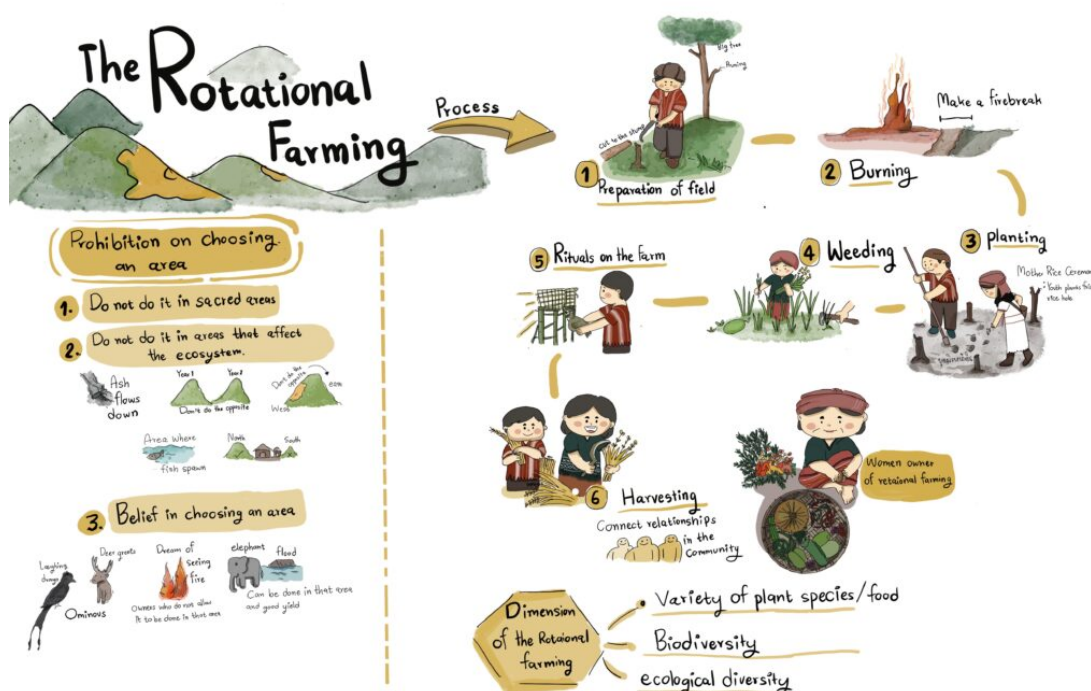 The Rotational
Farming
Process
Big tree
Pruning
Cut to the stump
1 Preparation of field
Make a firebreak
2 Burning
3 Planting
Mother Rice
Youth plants
rice hole.
4 Weeding
5 Rituals on the farm
6 Harvesting
Connect relationships
in the
Community
Women owner
of retaional farming
Dimension
of the Rotaional
farming
Variety of plant species/food
Biodiversity
ecological diversity
Prohibition on choosing.
an area
1. Do not do it in sacred areas
2. Do not do it in areas that affect
the ecosystem.
Ash
flows
down
Year 1
Year 2
Don't do the opposite
Don't do the
opposite
West
Area where
fish spawn
North
South
3. Belief in choosing an area
Laughing
Deer grants
Ominous
Dream of
seeing
fire
Owners who do not allow
it to be done in that area
elephant
flood
Can be done in that area
and good yield